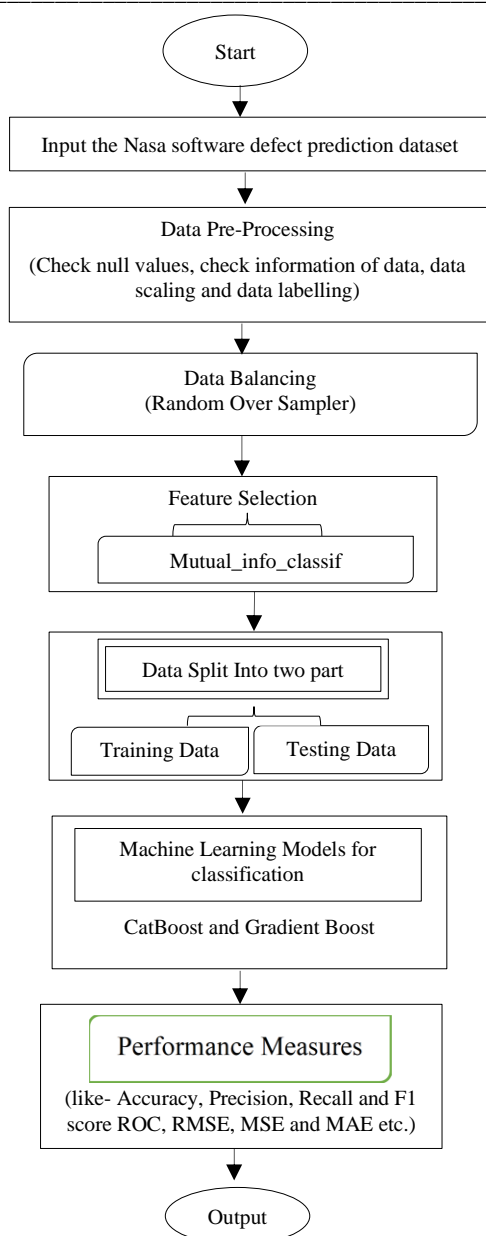 Start
Input the Nasa software defect prediction dataset
Data Pre-Processing
(Check null values, check information of data, data
scaling and data labelling)
Data Balancing
(Random Over Sampler)
Feature Selection
Mutual_info_classif
Data Split Into two part
Training Data
Testing Data
Machine Learning Models for
classification
CatBoost and Gradient Boost
Performance Measures
(like- Accuracy, Precision, Recall and F1
score ROC, RMSE, MSE and MAE etc.)
Output